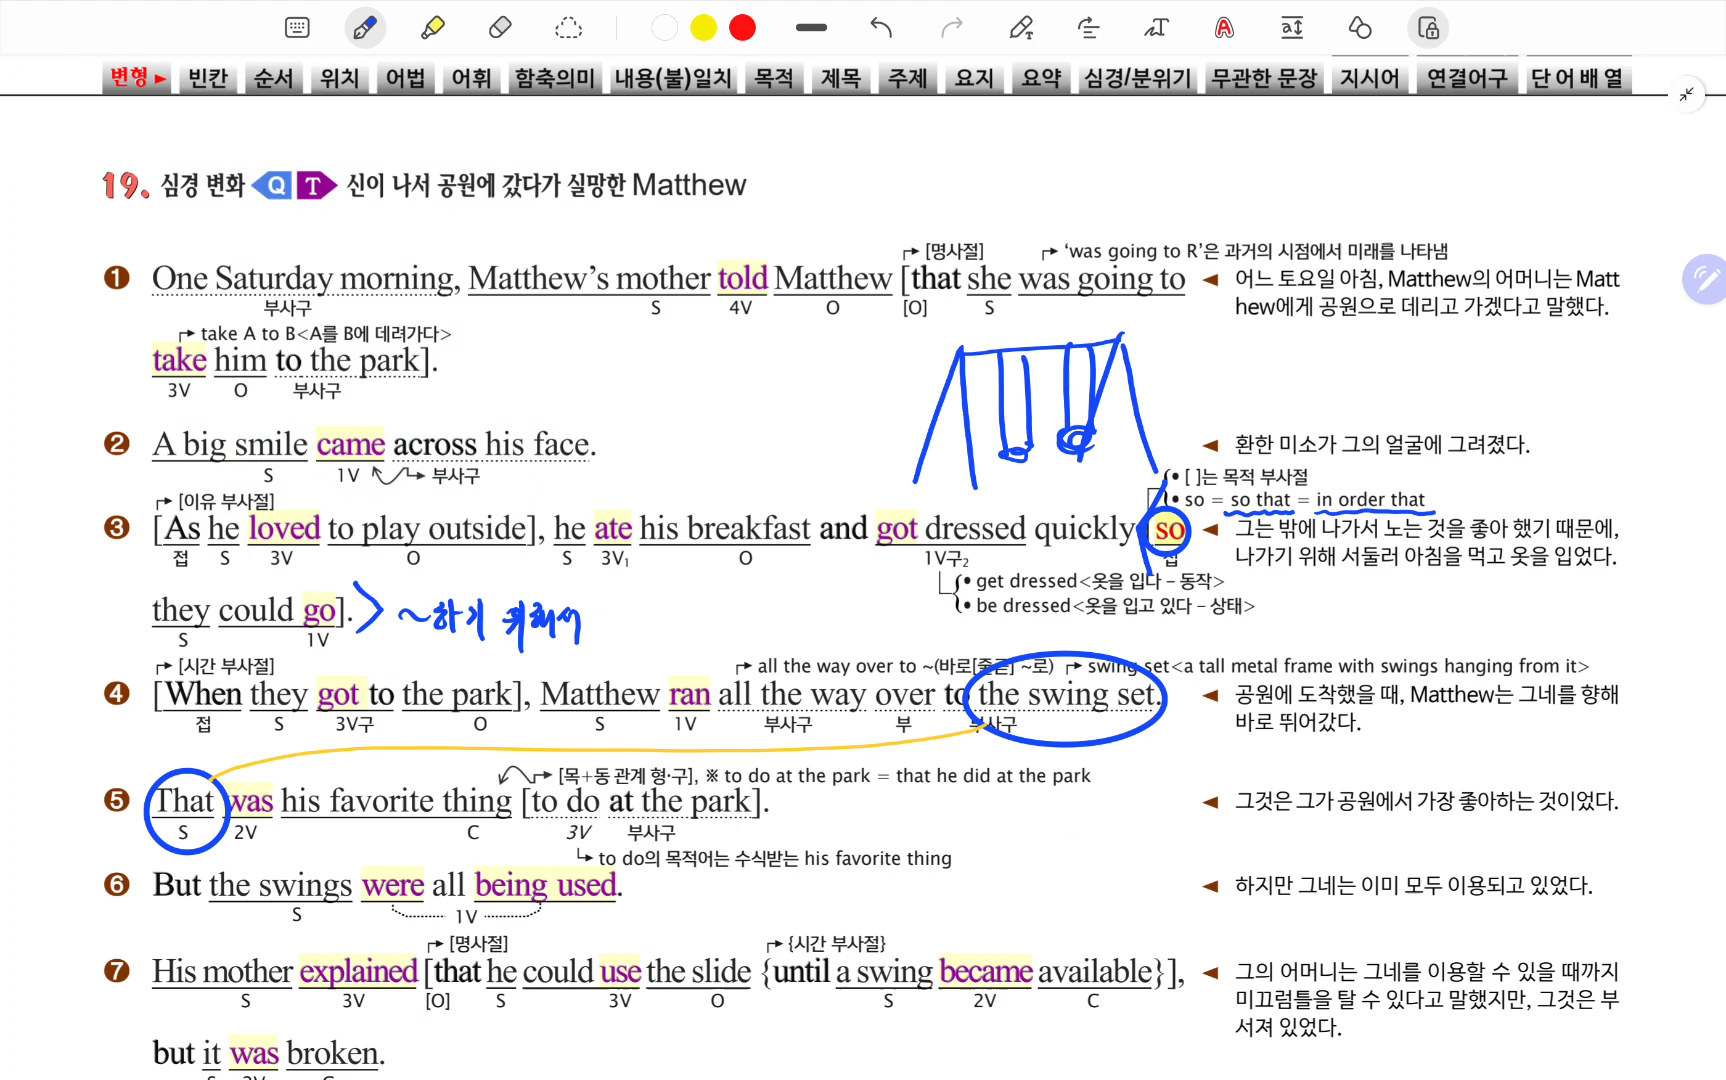 변형 ► 빈칸 순서 위치 어법 어휘 함축의미 내용(불)일치 목적 제목 주제 요지 요약 심경/분위기 무관한 문장 지시어 연결어구 단 어 배 열
19. 심경 변화 Q T 신이 나서 공원에 갔다가 실망한 Matthew
[명사절] ‘was going to R’은 과거의 시점에서 미래를 나타냄
❶ One Saturday morning, Matthew’s mother told Matthew [that she was going to ◄ 어느 토요일 아침, Matthew의 어머니는 Matt
부사구 S 4V O [O] S hew에게 공원으로 데리고 가겠다고 말했다.
take A to B<A를 B에 데려가다>
take him to the park].
3V O 부사구
❷ A big smile came across his face. ◄ 환한 미소가 그의 얼굴에 그려졌다.
S 1V 부사구 • [ ]는 목적 부사절
[이유 부사절] • so = so that = in order that
❸ [As he loved to play outside], he ate his breakfast and got dressed quickly [so ◄ 그는 밖에 나가서 노는 것을 좋아 했기 때문에,
접 S 3V O S 3V₁ O 1V구₂ 접 나가기 위해 서둘러 아침을 먹고 옷을 입었다.
• get dressed<옷을 입다 – 동작>
• be dressed<옷을 입고 있다 – 상태>
they could go]. ~하기 위해서
S 1V
[시간 부사절] all the way over to ~(바로[줄곧] ~로) swing set<a tall metal frame with swings hanging from it>
❹ [When they got to the park], Matthew ran all the way over to the swing set. ◄ 공원에 도착했을 때, Matthew는 그네를 향해
접 S 3V구 O S 1V 부사구 부 부사구 바로 뛰어갔다.
[목+동 관계 형·구], ※ to do at the park = that he did at the park
❺ That was his favorite thing [to do at the park]. ◄ 그것은 그가 공원에서 가장 좋아하는 것이었다.
S 2V C 3V 부사구
to do의 목적어는 수식받는 his favorite thing
❻ But the swings were all being used. ◄ 하지만 그네는 이미 모두 이용되고 있었다.
S 1V
[명사절] {시간 부사절}
❼ His mother explained [that he could use the slide {until a swing became available}], ◄ 그의 어머니는 그네를 이용할 수 있을 때까지
S 3V [O] S 3V O S 2V C 미끄럼틀을 탈 수 있다고 말했지만, 그것은 부
서져 있었다.
but it was broken.